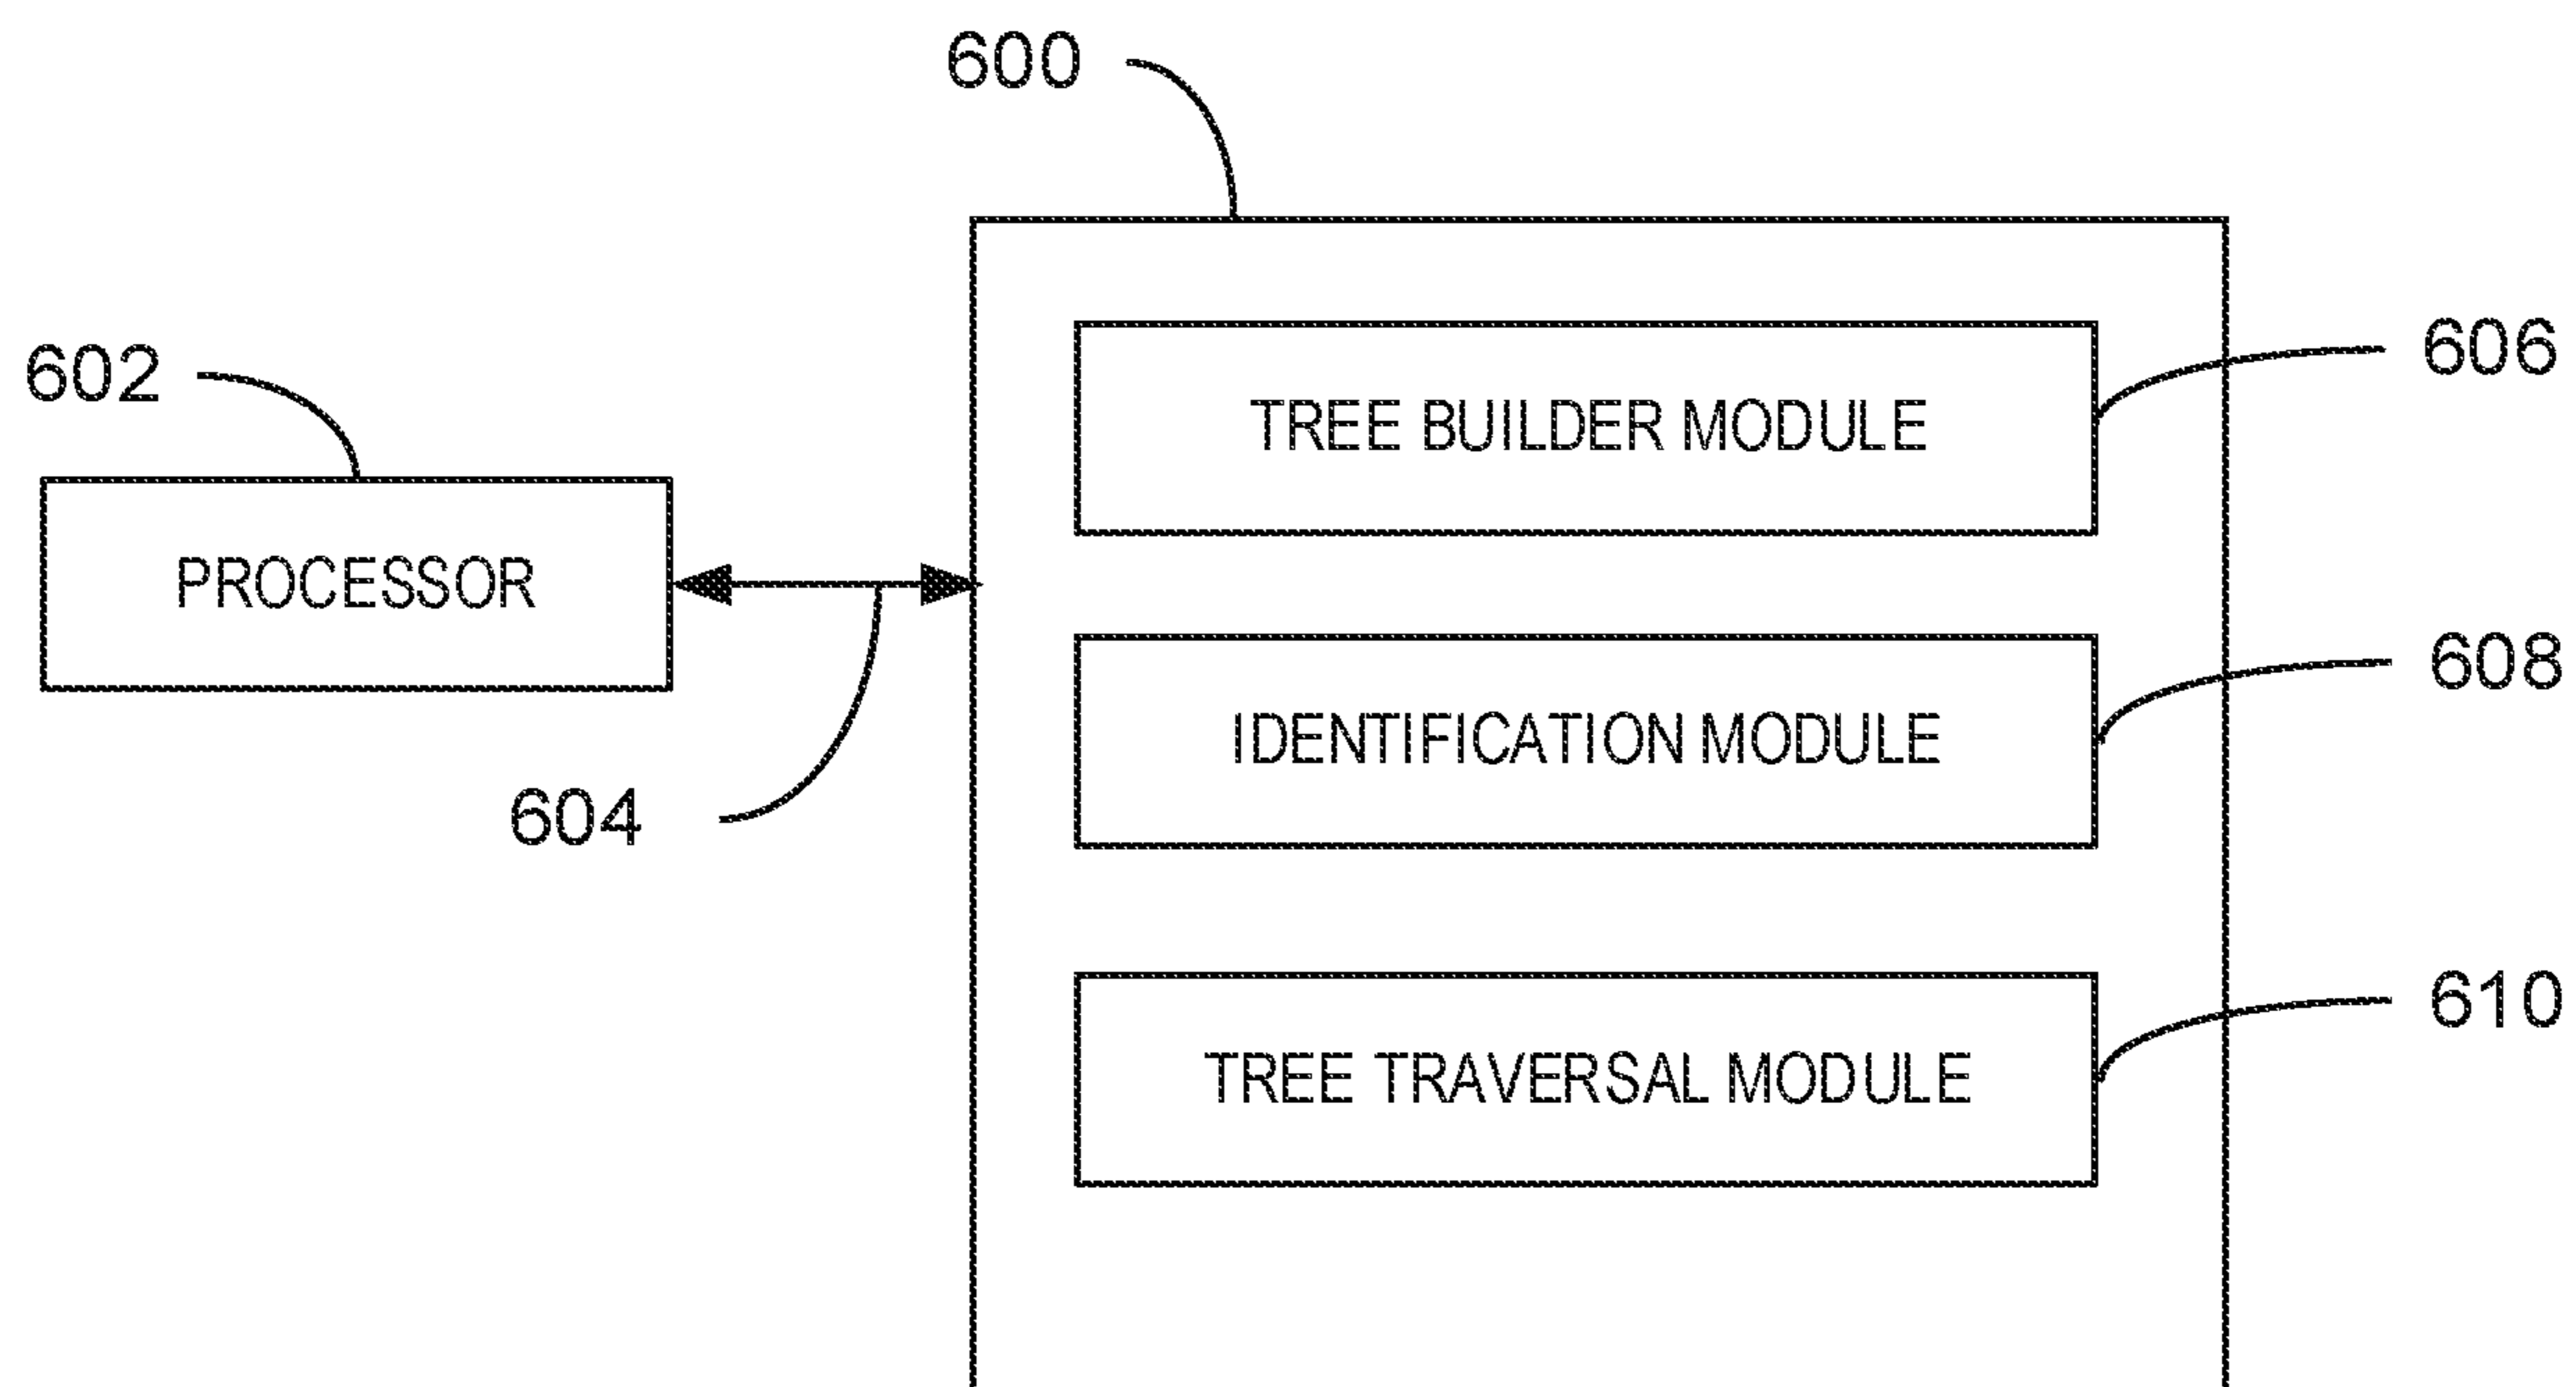 600
602
606
TREE BUILDER MODULE
PROCESSOR
608
IDENTIFICATION MODULE
604
610
TREE TRAVERSAL MODULE